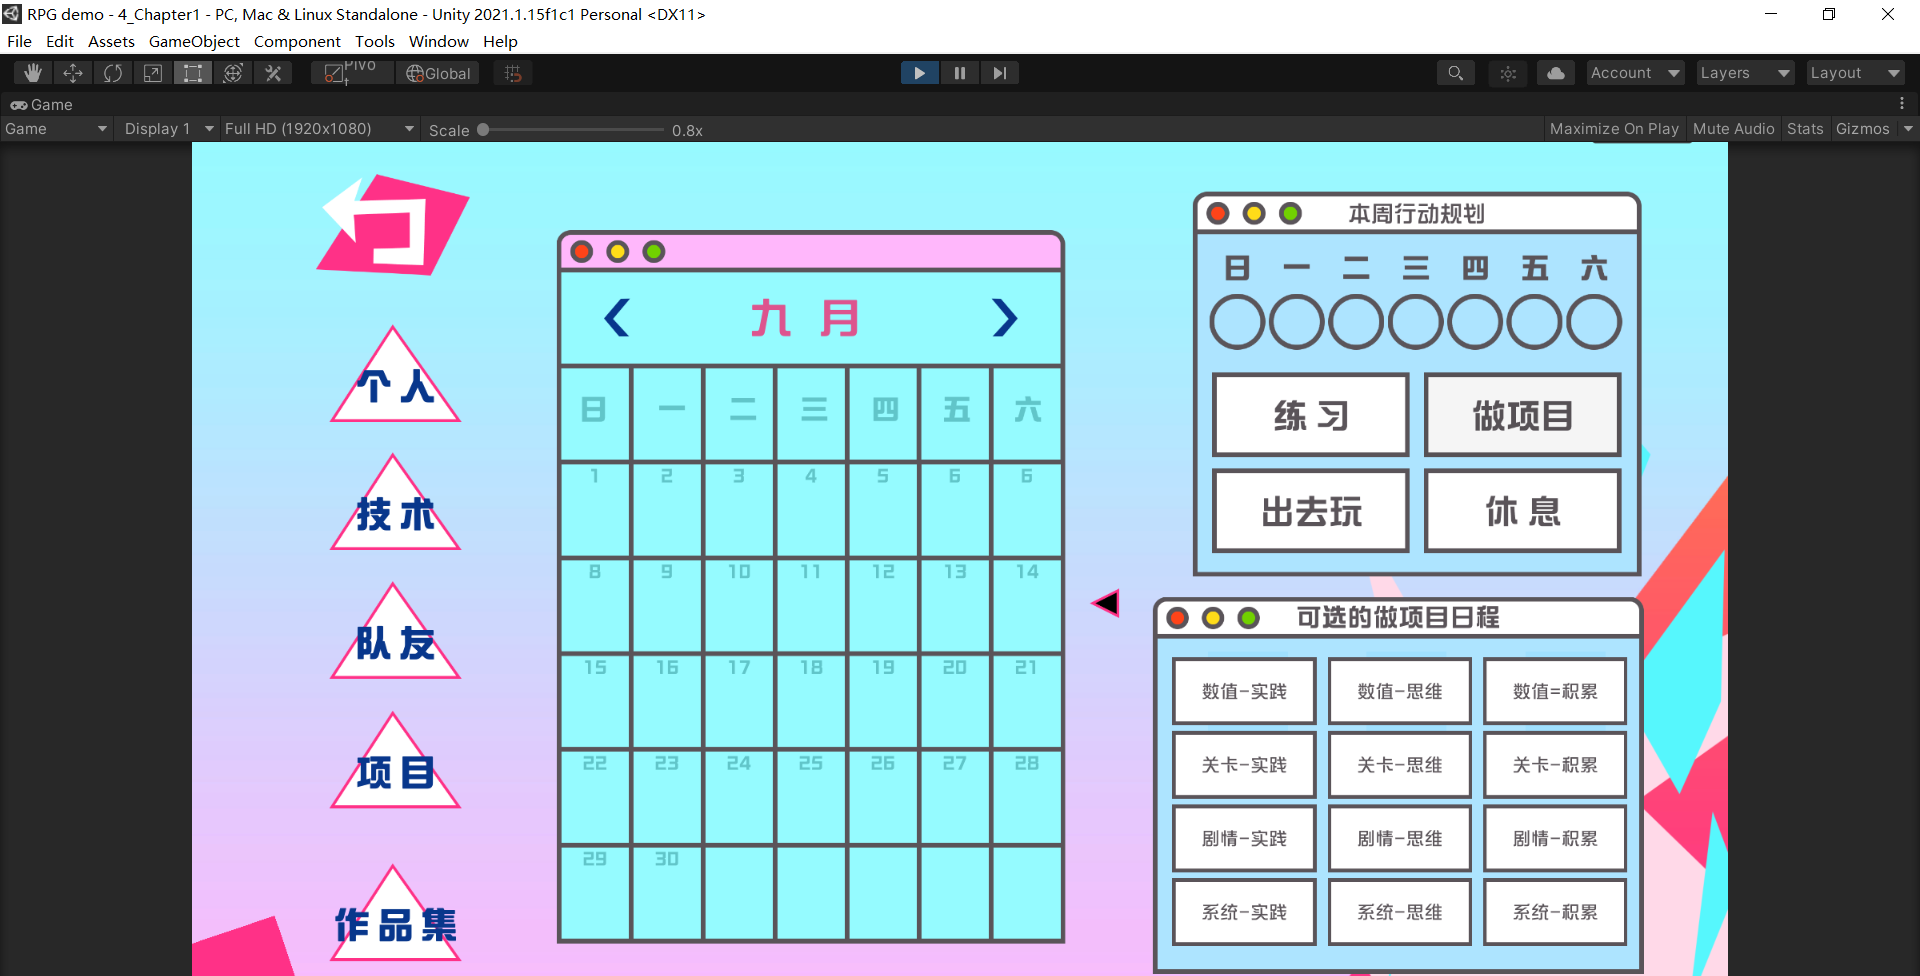 RPG demo - 4_Chapter1 - PC, Mac & Linux Standalone - Unity 2021.1.15f1c1 Personal <DX11>
File Edit Assets GameObject Component Tools Window Help
Pivot Global Account Layers Layout
Game
Game Display 1 Full HD (1920x1080) Scale 0.8x Maximize On Play Mute Audio Stats Gizmos
个人
技术
队友
项目
作品集
九 月
日 一 二 三 四 五 六
1 2 3 4 5 6 6
8 9 10 11 12 13 14
15 16 17 18 19 20 21
22 23 24 25 26 27 28
29 30
本周行动规划
日 一 二 三 四 五 六
练习 做项目
出去玩 休息
可选的做项目日程
数值-实践 数值-思维 数值=积累
关卡-实践 关卡-思维 关卡-积累
剧情-实践 剧情-思维 剧情-积累
系统-实践 系统-思维 系统-积累